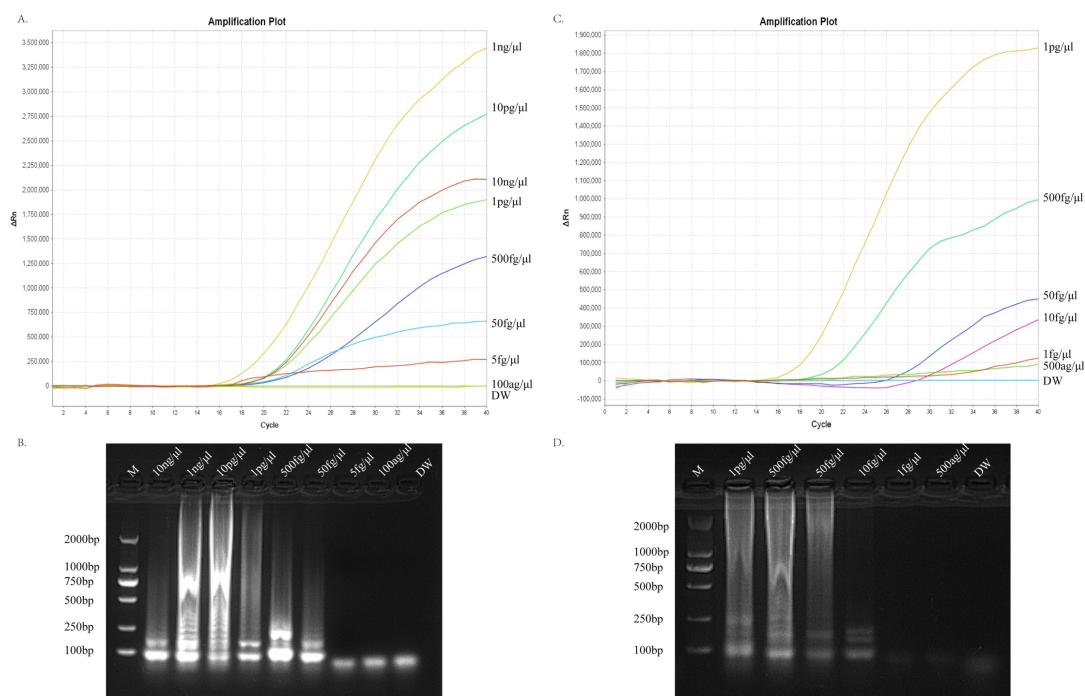 A.
Amplification Plot
3,500,000
3,250,000
3,000,000
2,750,000
2,500,000
2,250,000
2,000,000
1,750,000
1,500,000
1,250,000
1,000,000
750,000
500,000
250,000
0
ΔRn
2 4 6 8 10 12 14 16 18 20 22 24 26 28 30 32 34 36 38 40
Cycle
1ng/μl
10pg/μl
10ng/μl
1pg/μl
500fg/μl
50fg/μl
5fg/μl
100ag/μl
DW
C.
Amplification Plot
1,900,000
1,800,000
1,700,000
1,600,000
1,500,000
1,400,000
1,300,000
1,200,000
1,100,000
1,000,000
900,000
800,000
700,000
600,000
500,000
400,000
300,000
200,000
100,000
0
-100,000
ΔRn
2 4 6 8 10 12 14 16 18 20 22 24 26 28 30 32 34 36 38 40
Cycle
1pg/μl
500fg/μl
50fg/μl
10fg/μl
1fg/μl
500ag/μl
DW
B.
M 10ng/μl 1ng/μl 10pg/μl 1pg/μl 500fg/μl 50fg/μl 5fg/μl 100ag/μl DW
2000bp
1000bp
750bp
500bp
250bp
100bp
D.
M 1pg/μl 500fg/μl 50fg/μl 10fg/μl 1fg/μl 500ag/μl DW
2000bp
1000bp
750bp
500bp
250bp
100bp